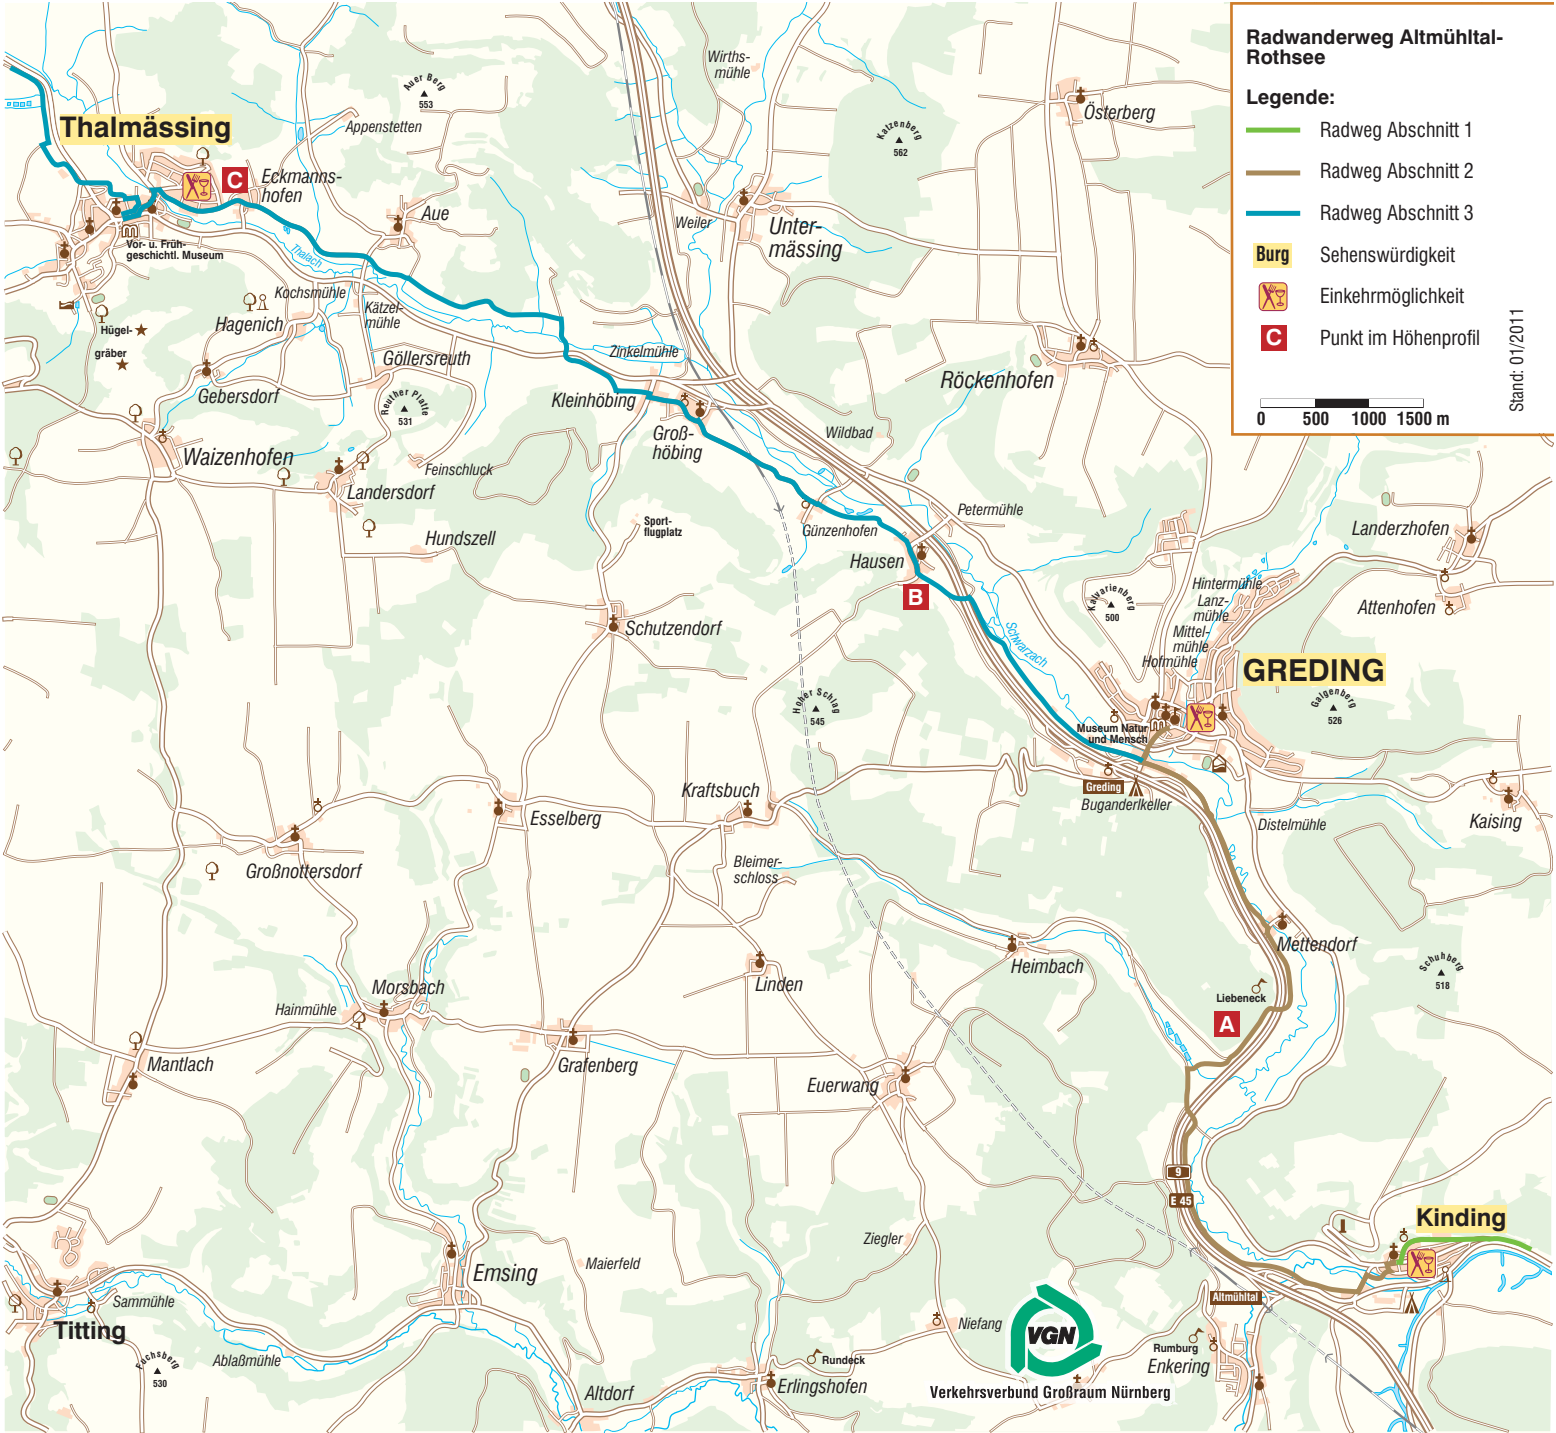 Radwanderweg Altmühltal-
Rothsee
Legende:
Radweg Abschnitt 1
Radweg Abschnitt 2
Radweg Abschnitt 3
Burg Sehenswürdigkeit
Einkehrmöglichkeit
C Punkt im Höhenprofil
0 500 1000 1500 m
Stand: 01/2011
Wirths-
mühle
Auer Berg
553
Appenstetten
Katzenberg
562
Österberg
Thalmässing
C
Eckmanns-
hofen
Aue
Weiler
Unter-
mässing
Vor- u. Früh-
geschichtl. Museum
Thalach
Kochsmühle
Kätzel-
mühle
Hagenich
Hügel-
gräber
Göllersreuth
Zinkelmühle
Gebersdorf
Reuther Platte
531
Kleinhöbing
Röckenhofen
Groß-
höbing
Wildbad
Waizenhofen
Feinschluck
Landersdorf
Hundszell
Sport-
flugplatz
Günzenhofen
Petermühle
Hausen
B
Landerzhofen
Attenhofen
Hintermühle
Lanz-
mühle
Mittel-
mühle
Hofmühle
Kalvarienberg
500
Schutzendorf
Schwarzach
GREDING
Galgenberg
526
Hoher Schlag
545
Museum Natur
und Mensch
Greding
Buganderlkeller
Kraftsbuch
Esselberg
Distelmühle
Kaising
Großnottersdorf
Bleimer-
schloss
Mettendorf
Heimbach
Schuhberg
518
Linden
Liebeneck
A
Morsbach
Hainmühle
Mantlach
Grafenberg
Euerwang
9
E 45
Kinding
Ziegler
Maierfeld
Emsing
Altmühltal
Sammühle
Titting
Niefang
VGN
Verkehrsverbund Großraum Nürnberg
Rumburg
Enkering
Ablaßmühle
Fuchsberg
530
Rundeck
Erlingshofen
Altdorf